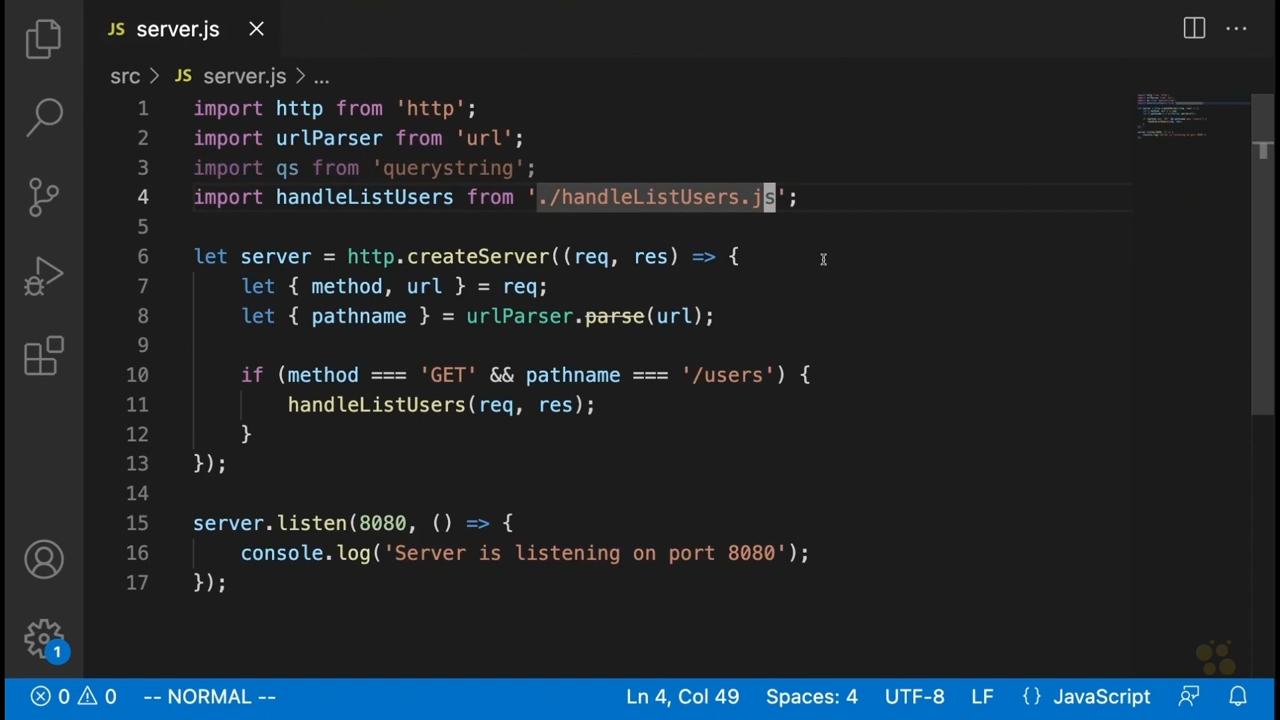 JS server.js
src > JS server.js > ...
1 import http from 'http';
2 import urlParser from 'url';
3 import qs from 'querystring';
4 import handleListUsers from './handleListUsers.js';
5
6 let server = http.createServer((req, res) => {
7 let { method, url } = req;
8 let { pathname } = urlParser.parse(url);
9
10 if (method === 'GET' && pathname === '/users') {
11 handleListUsers(req, res);
12 }
13 });
14
15 server.listen(8080, () => {
16 console.log('Server is listening on port 8080');
17 });
1
0 0 -- NORMAL -- Ln 4, Col 49 Spaces: 4 UTF-8 LF {} JavaScript